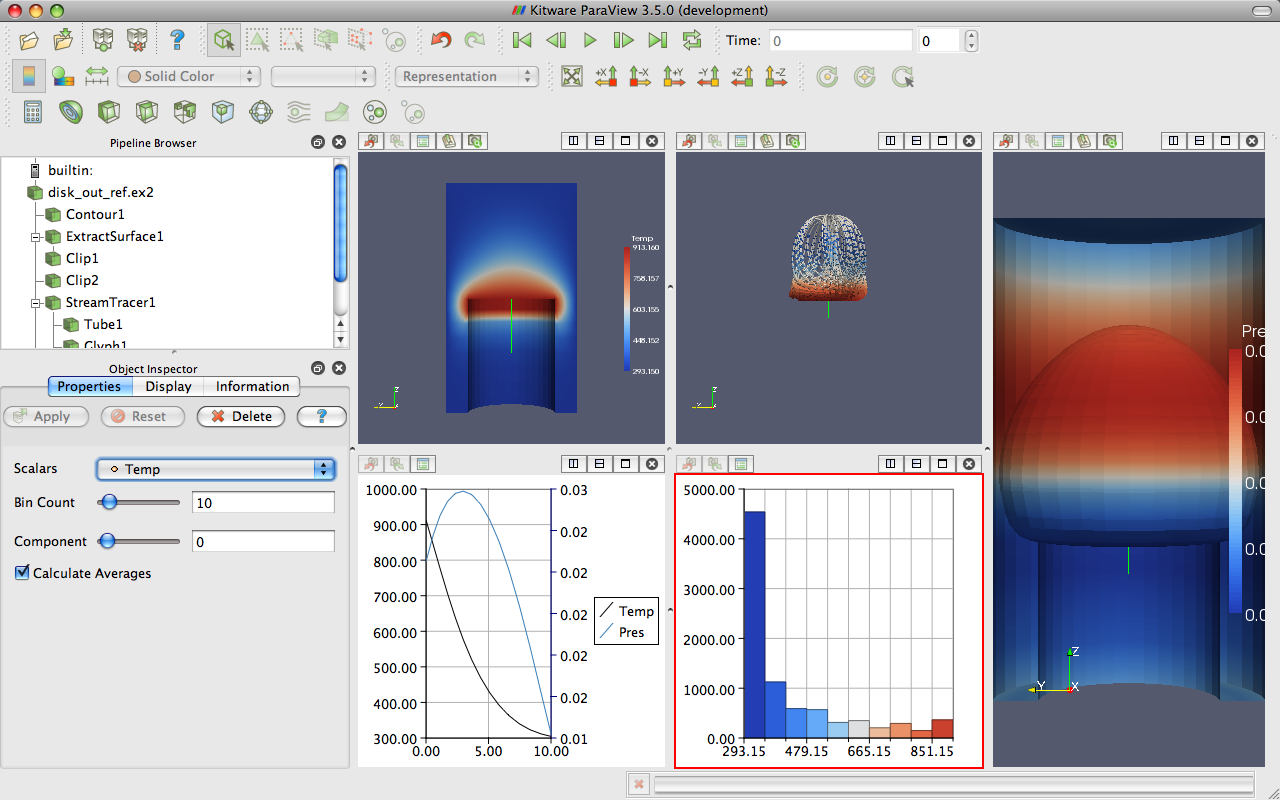 Kitware ParaView 3.5.0 (development)
Time: 0 0
Solid Color
Representation
+X -X +Y -Y +Z -Z
Pipeline Browser
builtin:
disk_out_ref.ex2
Contour1
ExtractSurface1
Clip1
Clip2
StreamTracer1
Tube1
Glyph1
Object Inspector
Properties Display Information
Apply Reset Delete ?
Scalars Temp
Bin Count 10
Component 0
Calculate Averages
Temp
913.160
758.157
603.155
448.152
293.150
Z
Y
Z
Y
Pre
0.0
0.0
0.0
0.0
0.0
Z
Y X
1000.00
900.00
800.00
700.00
600.00
500.00
400.00
300.00
0.03
0.02
0.02
0.02
0.02
0.02
0.01
0.00 5.00 10.00
Temp
Pres
5000.00
4000.00
3000.00
2000.00
1000.00
0.00
293.15 479.15 665.15 851.15